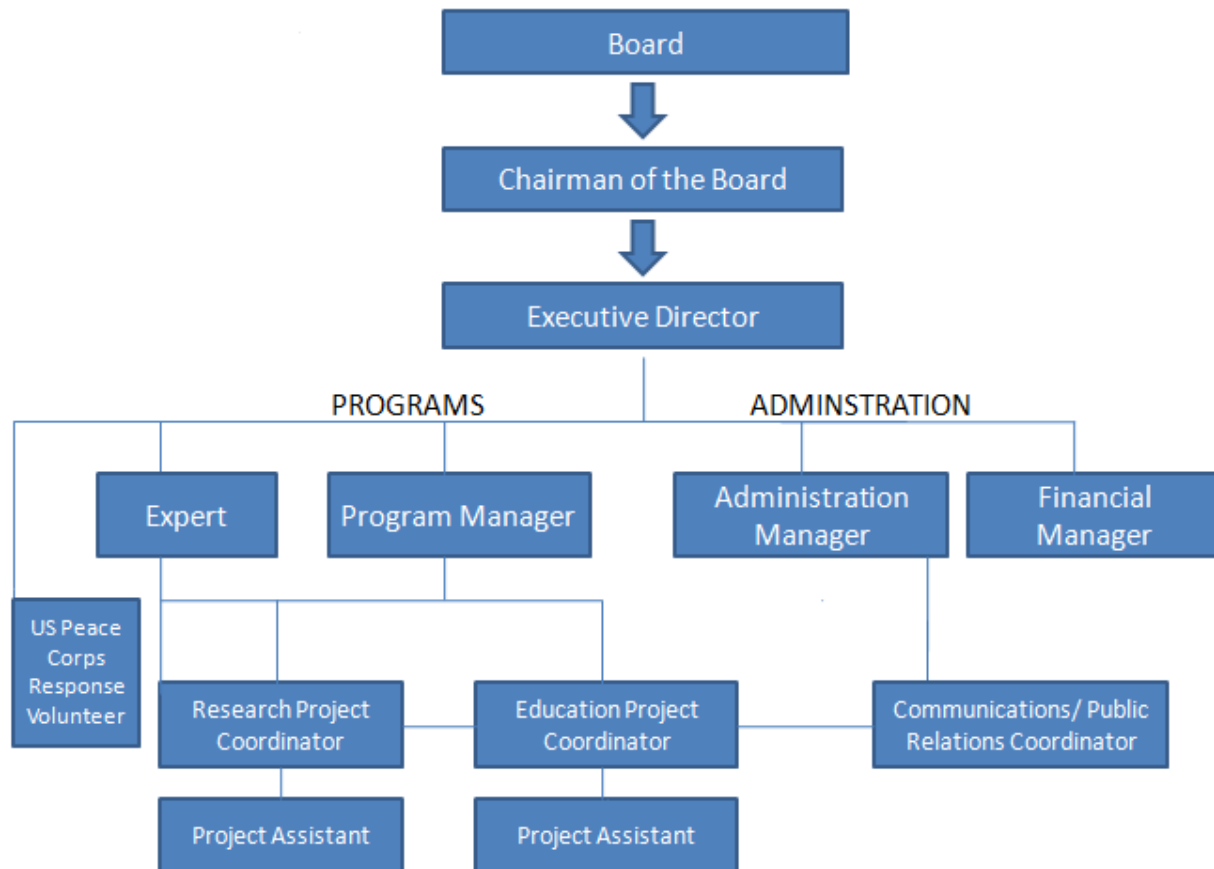 Board
Chairman of the Board
Executive Director
PROGRAMS
ADMINSTRATION
Expert
Program Manager
Administration
Manager
Financial
Manager
US Peace
Corps
Response
Volunteer
Research Project
Coordinator
Education Project
Coordinator
Communications/ Public
Relations Coordinator
Project Assistant
Project Assistant